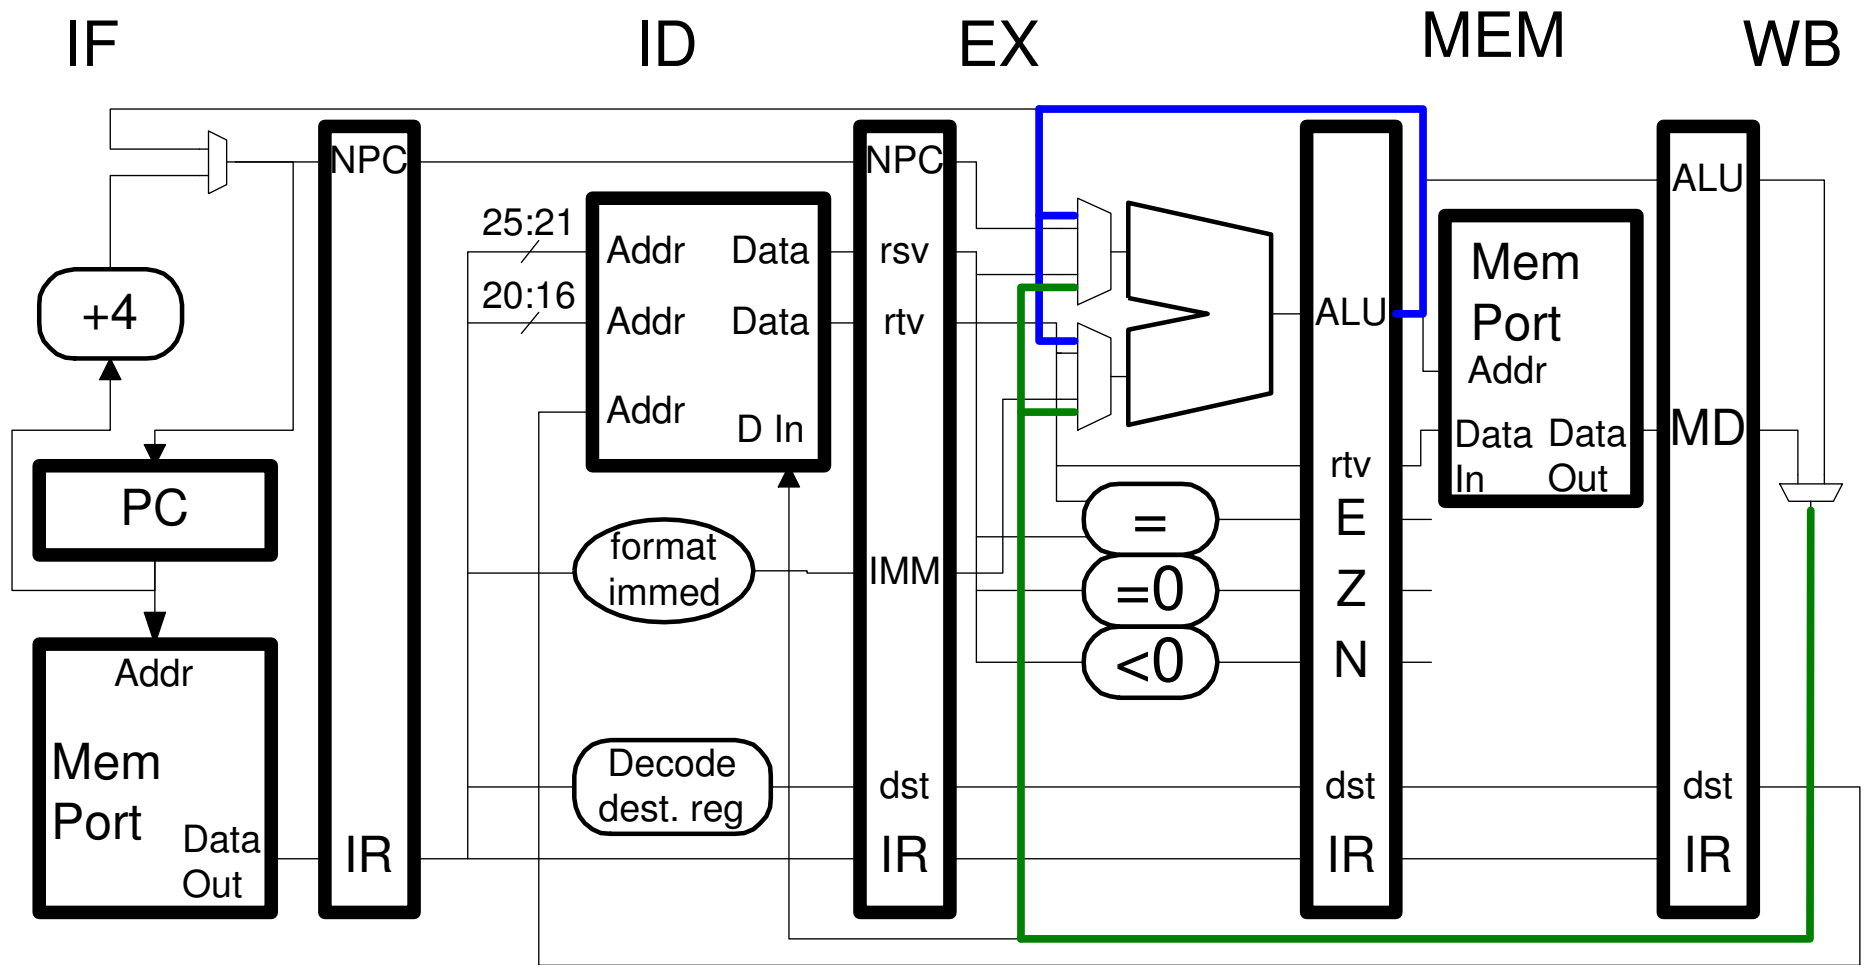 IF
ID
EX
MEM
WB
NPC
NPC
ALU
25:21
Addr
Data
rsv
Mem
Port
+4
20:16
Addr
Data
rtv
ALU
Addr
Addr
D In
Data
In
Data
Out
MD
rtv
PC
=
E
format
immed
IMM
=0
Z
<0
N
Addr
Mem
Port
Data
Out
Decode
dest. reg
dst
dst
dst
IR
IR
IR
IR